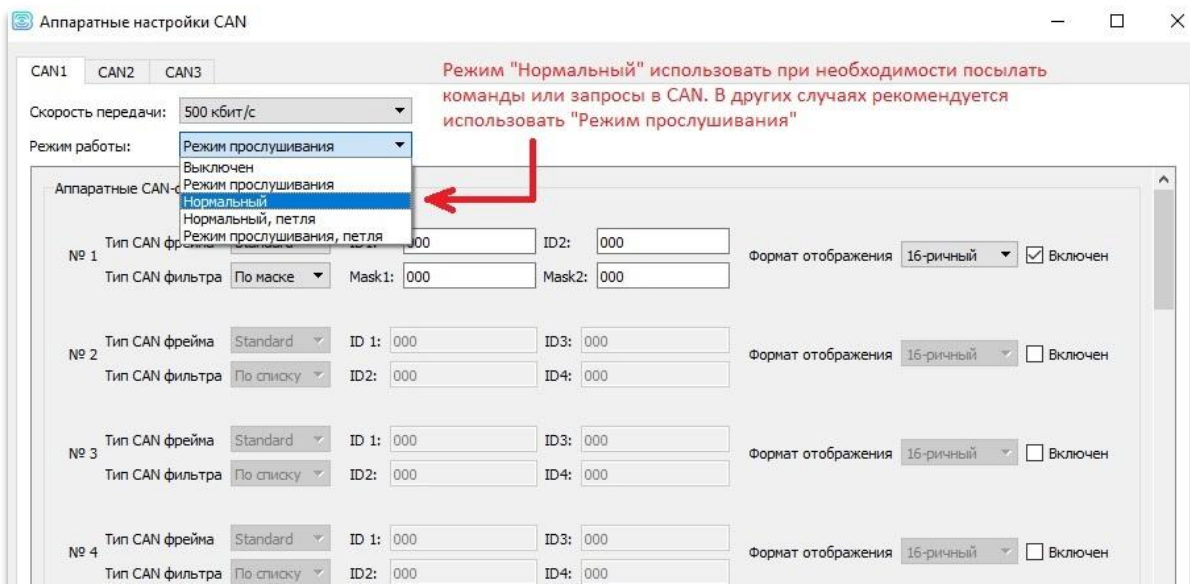 Аппаратные настройки CAN
CAN1 CAN2 CAN3
Режим "Нормальный" использовать при необходимости посылать
команды или запросы в CAN. В других случаях рекомендуется
использовать "Режим прослушивания"
Скорость передачи: 500 кбит/с
Режим работы: Режим прослушивания
Выключен
Режим прослушивания
Нормальный
Нормальный, петля
Режим прослушивания, петля
Аппаратные CAN-
№ 1
Тип CAN 000 ID2: 000
Тип CAN фильтра По маске Mask1: 000 Mask2: 000
Формат отображения 16-ричный Включен
№ 2
Тип CAN фрейма Standard ID 1: 000 ID3: 000
Тип CAN фильтра По списку ID2: 000 ID4: 000
Формат отображения 16-ричный Включен
№ 3
Тип CAN фрейма Standard ID 1: 000 ID3: 000
Тип CAN фильтра По списку ID2: 000 ID4: 000
Формат отображения 16-ричный Включен
№ 4
Тип CAN фрейма Standard ID 1: 000 ID3: 000
Тип CAN фильтра По списку ID2: 000 ID4: 000
Формат отображения 16-ричный Включен